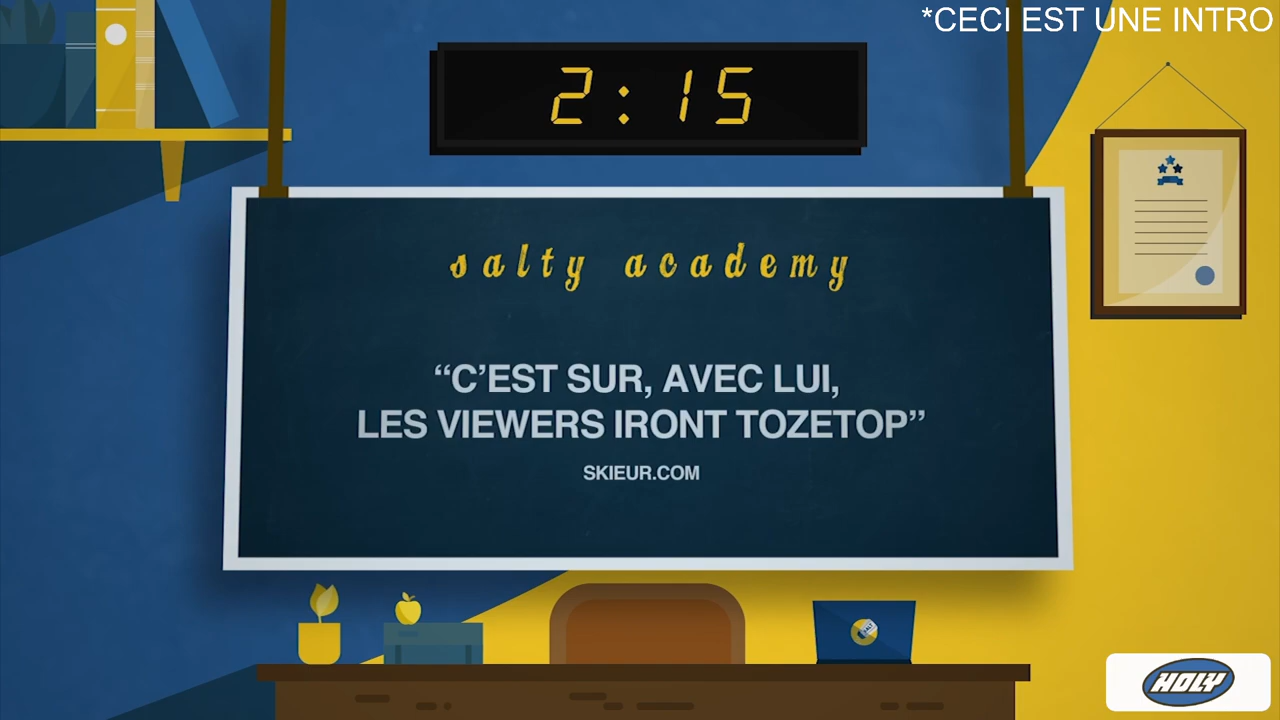 *CECI EST UNE INTRO
2:15
salty academy
“C’EST SUR, AVEC LUI,
LES VIEWERS IRONT TOZETOP”
SKIEUR.COM
HOLY